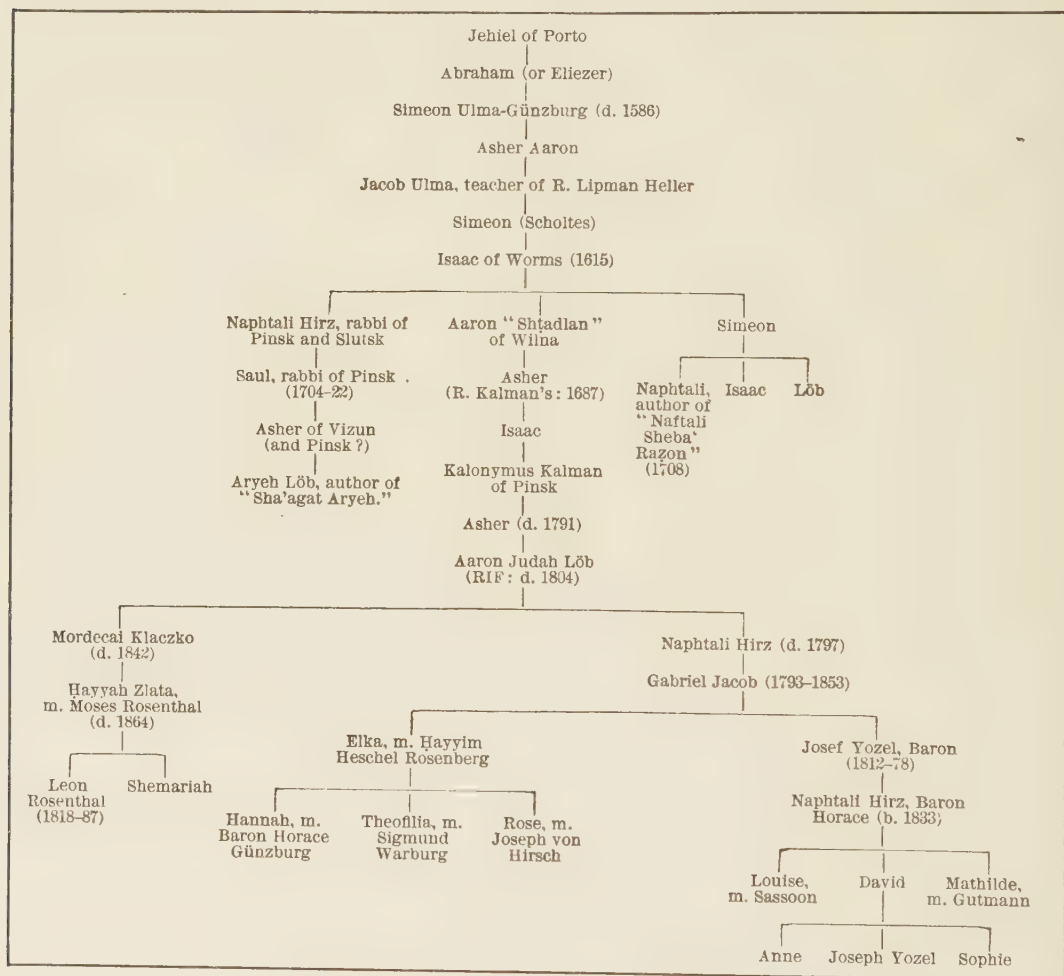 Jehiel of Porto
Abraham (or Eliezer)
Simeon Ulma-Günzburg (d. 1586)
Asher Aaron
Jacob Ulma, teacher of R. Lipman Heller
Simeon (Scholtes)
Isaac of Worms (1615)
Naphtali Hirz, rabbi of
Pinsk and Slutsk
Saul, rabbi of Pinsk .
(1704–22)
Asher of Vizun
(and Pinsk?)
Aryeh Löb, author of
"Sha'agat Aryeh."
Aaron "Shtadlan"
of Wilna
Asher
(R. Kalman's: 1687)
Isaac
Kalonymus Kalman
of Pinsk
Asher (d. 1791)
Aaron Judah Löb
(RIF: d. 1804)
Simeon
Naphtali,
author of
"Naftali
Sheba‘
Raẓon"
(1708)
Isaac
Löb
Mordecai Klaczko
(d. 1842)
Ḥayyah Zlata,
m. Moses Rosenthal
(d. 1864)
Leon
Rosenthal
(1818–87)
Shemariah
Naphtali Hirz (d. 1797)
Gabriel Jacob (1793–1853)
Elka, m. Ḥayyim
Heschel Rosenberg
Hannah, m.
Baron Horace
Günzburg
Theofilia, m.
Sigmund
Warburg
Rose, m.
Joseph von
Hirsch
Josef Yozel, Baron
(1812–78)
Naphtali Hirz, Baron
Horace (b. 1833)
Louise,
m. Sassoon
David
Mathilde,
m. Gutmann
Anne
Joseph Yozel
Sophie